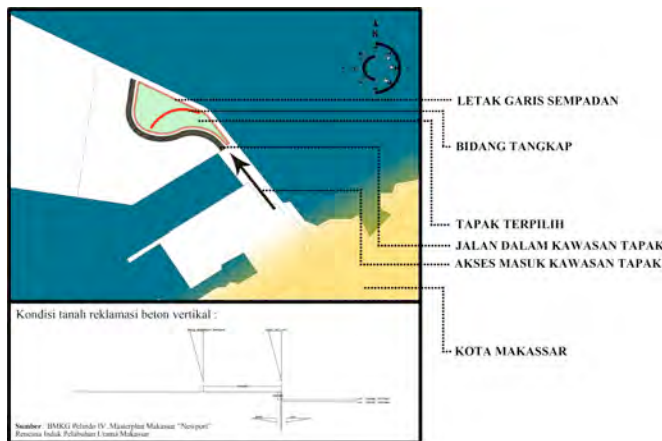 LETAK GARIS SEMPADAN
BIDANG TANGKAP
TAPAK TERPILIH
JALAN DALAM KAWASAN TAPAK
AKSES MASUK KAWASAN TAPAK
KOTA MAKASSAR
Kondisi tanah reklamasi beton vertikal :
Sumber : BMKG Pelindo IV, Masterplan Makassar "Newport"
Rencana Induk Pelabuhan Utama Makassar